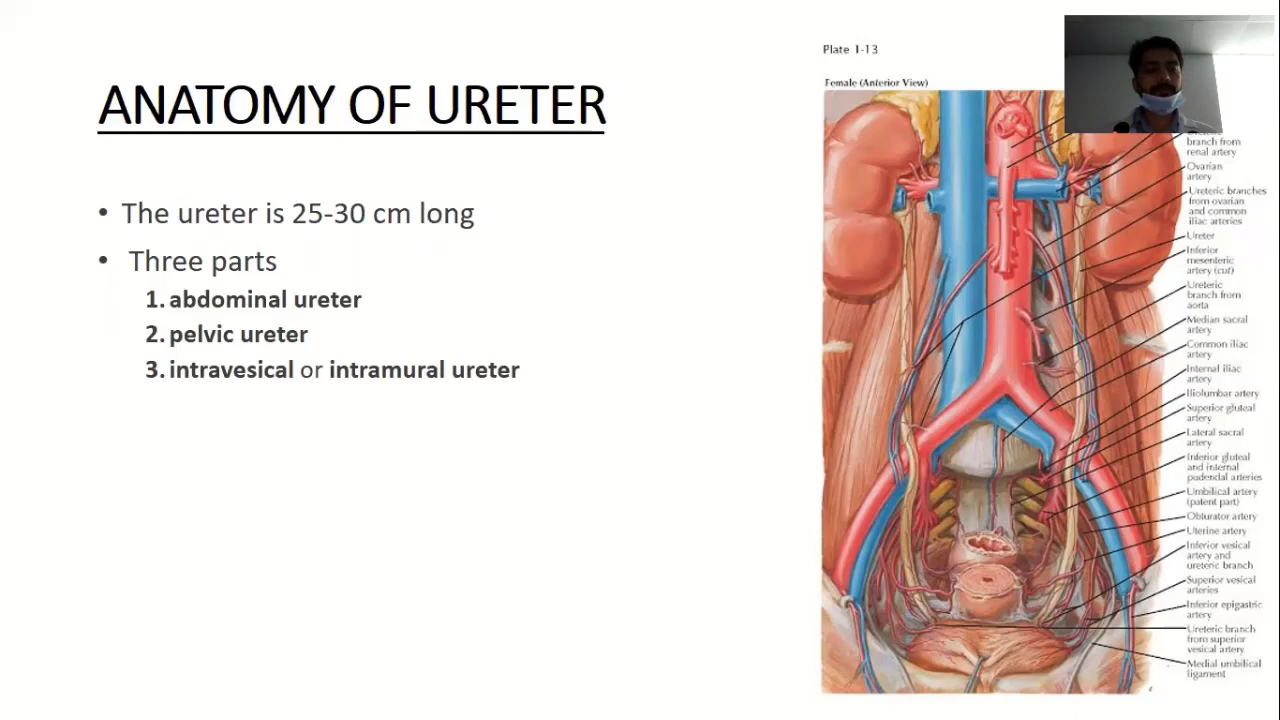 ANATOMY OF URETER
• The ureter is 25-30 cm long
• Three parts
1. abdominal ureter
2. pelvic ureter
3. intravesical or intramural ureter
Plate 1-13
Female (Anterior View)
branch from
renal artery
Ovarian
artery
Ureteric branches
from ovarian
and common
iliac arteries
Ureter
Inferior
mesenteric
artery (cut)
Ureteric
branch from
aorta
Median sacral
artery
Common iliac
artery
Internal iliac
artery
Iliolumbar artery
Superior gluteal
artery
Lateral sacral
artery
Inferior gluteal
and internal
pudendal arteries
Umbilical artery
(patent part)
Obturator artery
Uterine artery
Inferior vesical
artery and
ureteric branch
Superior vesical
arteries
Inferior epigastric
artery
Ureteric branch
from superior
vesical artery
Medial umbilical
ligament